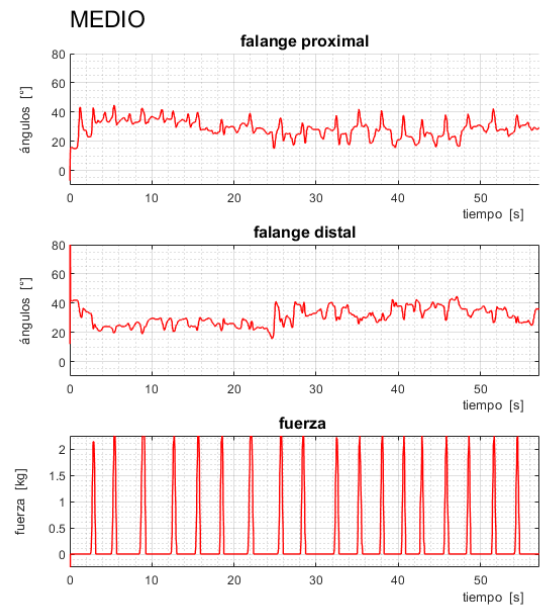 MEDIO
falange proximal
80
60
40
20
0
ángulos [°]
0 10 20 30 40 50
tiempo [s]
falange distal
80
60
40
20
0
ángulos [°]
0 10 20 30 40 50
tiempo [s]
fuerza
2
1.5
1
0.5
0
fuerza [kg]
0 10 20 30 40 50
tiempo [s]